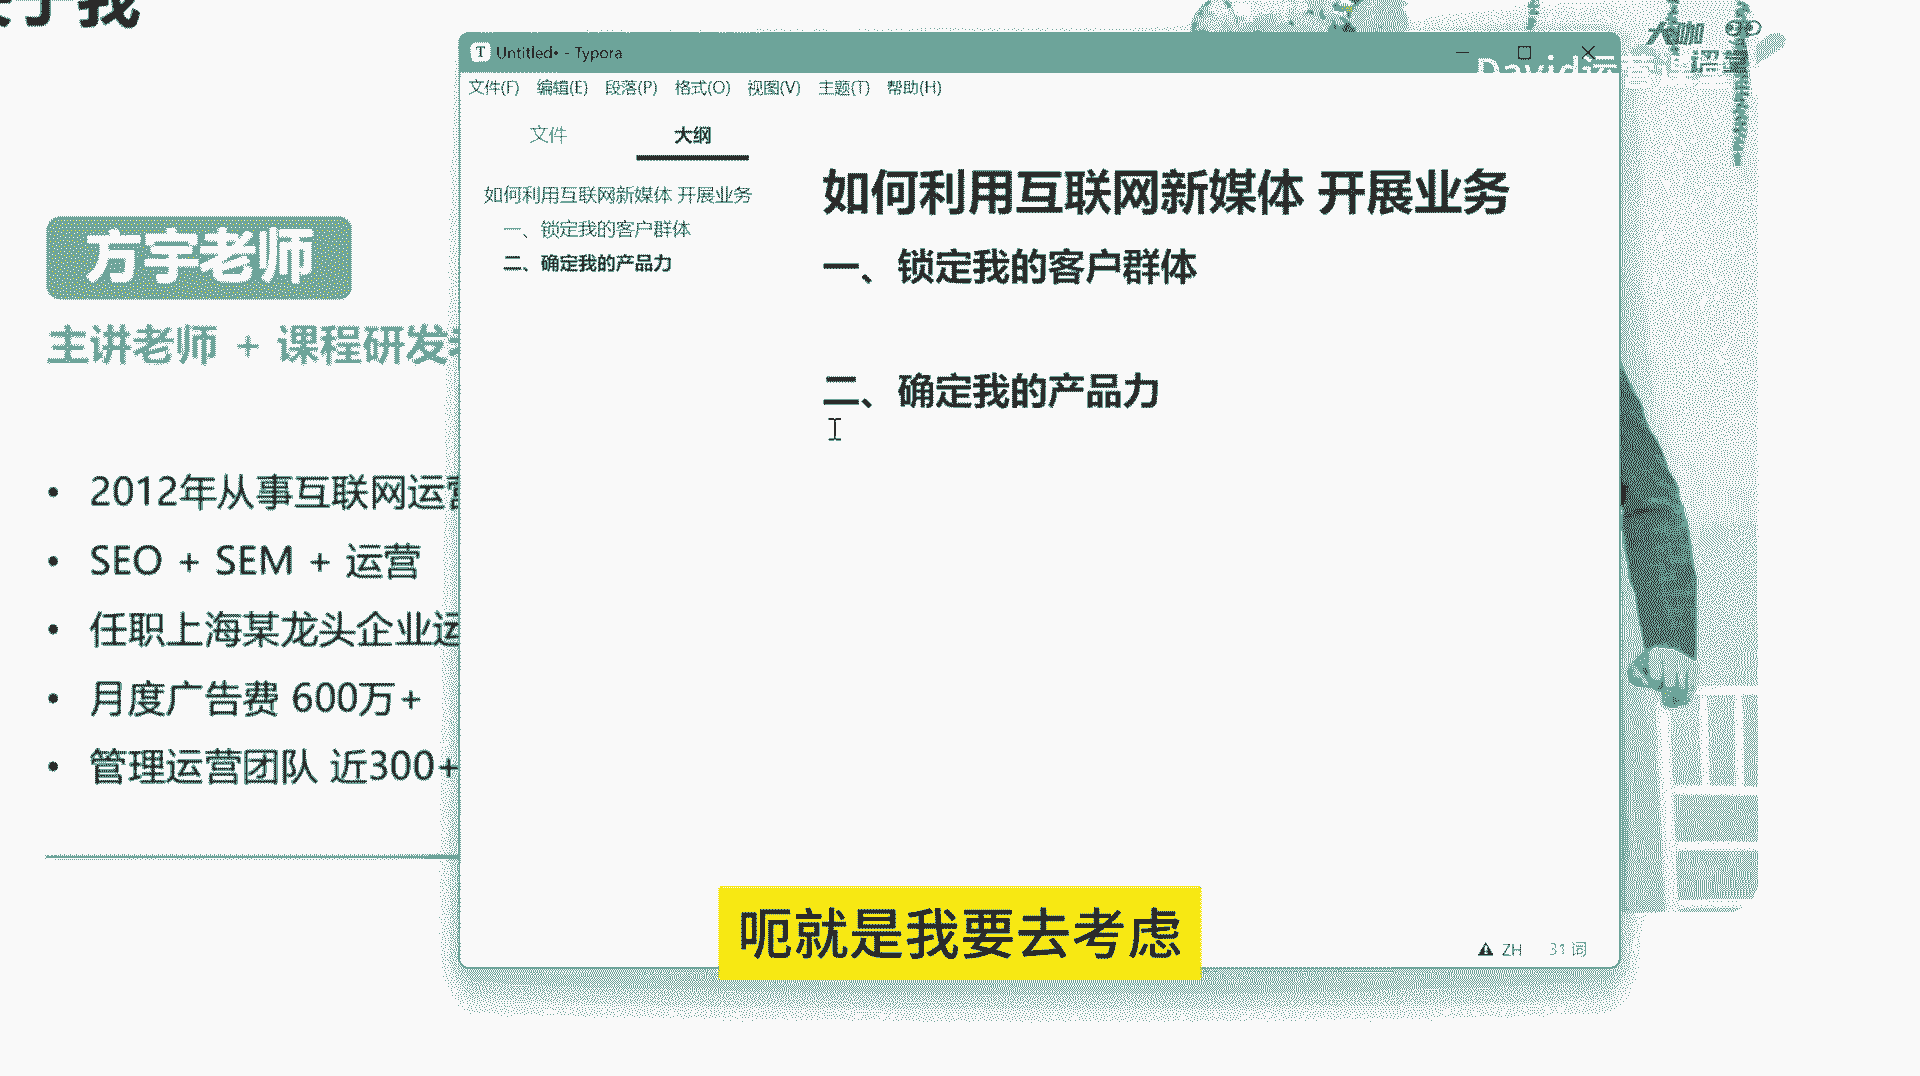 我
Untitled• - Typora
文件(F) 编辑(E) 段落(P) 格式(O) 视图(V) 主题(T) 帮助(H)
文件 大纲
如何利用互联网新媒体 开展业务
一、锁定我的客户群体
二、确定我的产品力
如何利用互联网新媒体 开展业务
一、锁定我的客户群体
二、确定我的产品力
大咖
课堂
David运营课堂
方宇老师
主讲老师 + 课程研发
• 2012年从事互联网运营
• SEO + SEM + 运营
• 任职上海某龙头企业运
• 月度广告费 600万+
• 管理运营团队 近300+
呃就是我要去考虑
ZH 31 词